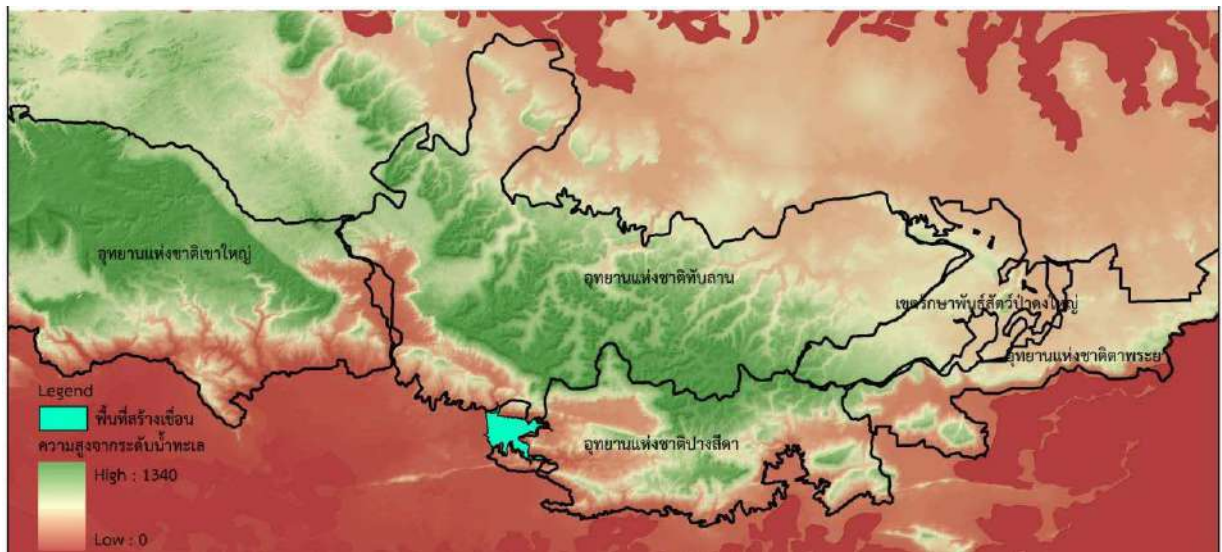 อุทยานแห่งชาติเขาใหญ่
อุทยานแห่งชาติทับลาน
เขตรักษาพันธุ์สัตว์ป่าดงใหญ่
อุทยานแห่งชาติตาพระยา
อุทยานแห่งชาติปางสีดา
Legend
พื้นที่สร้างเขื่อน
ความสูงจากระดับน้ำทะเล
High : 1340
Low : 0